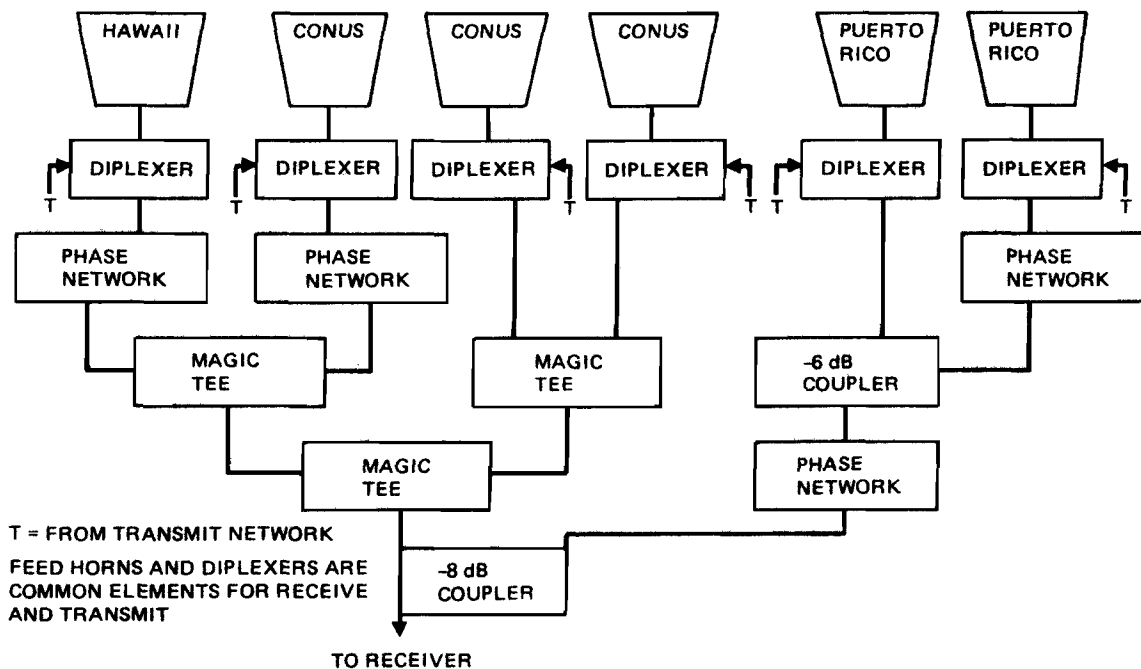 HAWAII
CONUS
CONUS
CONUS
PUERTO
RICO
PUERTO
RICO
DIPLEXER
DIPLEXER
DIPLEXER
DIPLEXER
DIPLEXER
DIPLEXER
T
T
T
T
T
T
PHASE
NETWORK
PHASE
NETWORK
PHASE
NETWORK
MAGIC
TEE
MAGIC
TEE
-6 dB
COUPLER
MAGIC
TEE
PHASE
NETWORK
T = FROM TRANSMIT NETWORK
FEED HORNS AND DIPLEXERS ARE
COMMON ELEMENTS FOR RECEIVE
AND TRANSMIT
-8 dB
COUPLER
TO RECEIVER